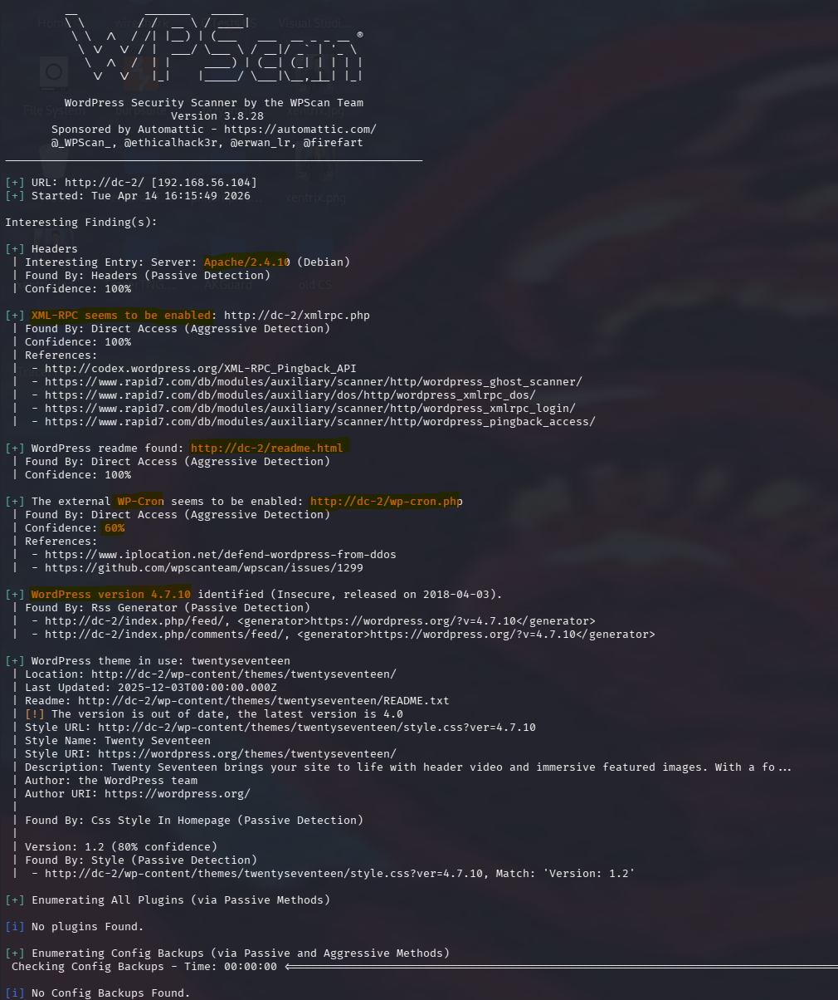 WordPress Security Scanner by the WPScan Team
Version 3.8.28
Sponsored by Automattic - https://automattic.com/
@_WPScan_, @ethicalhack3r, @erwan_lr, @firefart
[+] URL: http://dc-2/ [192.168.56.104]
[+] Started: Tue Apr 14 16:15:49 2026
Interesting Finding(s):
[+] Headers
| Interesting Entry: Server: Apache/2.4.10 (Debian)
| Found By: Headers (Passive Detection)
| Confidence: 100%
[+] XML-RPC seems to be enabled: http://dc-2/xmlrpc.php
| Found By: Direct Access (Aggressive Detection)
| Confidence: 100%
| References:
|  - http://codex.wordpress.org/XML-RPC_Pingback_API
|  - https://www.rapid7.com/db/modules/auxiliary/scanner/http/wordpress_ghost_scanner/
|  - https://www.rapid7.com/db/modules/auxiliary/dos/http/wordpress_xmlrpc_dos/
|  - https://www.rapid7.com/db/modules/auxiliary/scanner/http/wordpress_xmlrpc_login/
|  - https://www.rapid7.com/db/modules/auxiliary/scanner/http/wordpress_pingback_access/
[+] WordPress readme found: http://dc-2/readme.html
| Found By: Direct Access (Aggressive Detection)
| Confidence: 100%
[+] The external WP-Cron seems to be enabled: http://dc-2/wp-cron.php
| Found By: Direct Access (Aggressive Detection)
| Confidence: 60%
| References:
|  - https://www.iplocation.net/defend-wordpress-from-ddos
|  - https://github.com/wpscanteam/wpscan/issues/1299
[+] WordPress version 4.7.10 identified (Insecure, released on 2018-04-03).
| Found By: Rss Generator (Passive Detection)
|  - http://dc-2/index.php/feed/, <generator>https://wordpress.org/?v=4.7.10</generator>
|  - http://dc-2/index.php/comments/feed/, <generator>https://wordpress.org/?v=4.7.10</generator>
[+] WordPress theme in use: twentyseventeen
| Location: http://dc-2/wp-content/themes/twentyseventeen/
| Last Updated: 2025-12-03T00:00:00.000Z
| Readme: http://dc-2/wp-content/themes/twentyseventeen/README.txt
| [!] The version is out of date, the latest version is 4.0
| Style URL: http://dc-2/wp-content/themes/twentyseventeen/style.css?ver=4.7.10
| Style Name: Twenty Seventeen
| Style URI: https://wordpress.org/themes/twentyseventeen/
| Description: Twenty Seventeen brings your site to life with header video and immersive featured images. With a fo...
| Author: the WordPress team
| Author URI: https://wordpress.org/
|
| Found By: Css Style In Homepage (Passive Detection)
|
| Version: 1.2 (80% confidence)
| Found By: Style (Passive Detection)
|  - http://dc-2/wp-content/themes/twentyseventeen/style.css?ver=4.7.10, Match: 'Version: 1.2'
[+] Enumerating All Plugins (via Passive Methods)
[i] No plugins Found.
[+] Enumerating Config Backups (via Passive and Aggressive Methods)
Checking Config Backups - Time: 00:00:00 <=====
[i] No Config Backups Found.